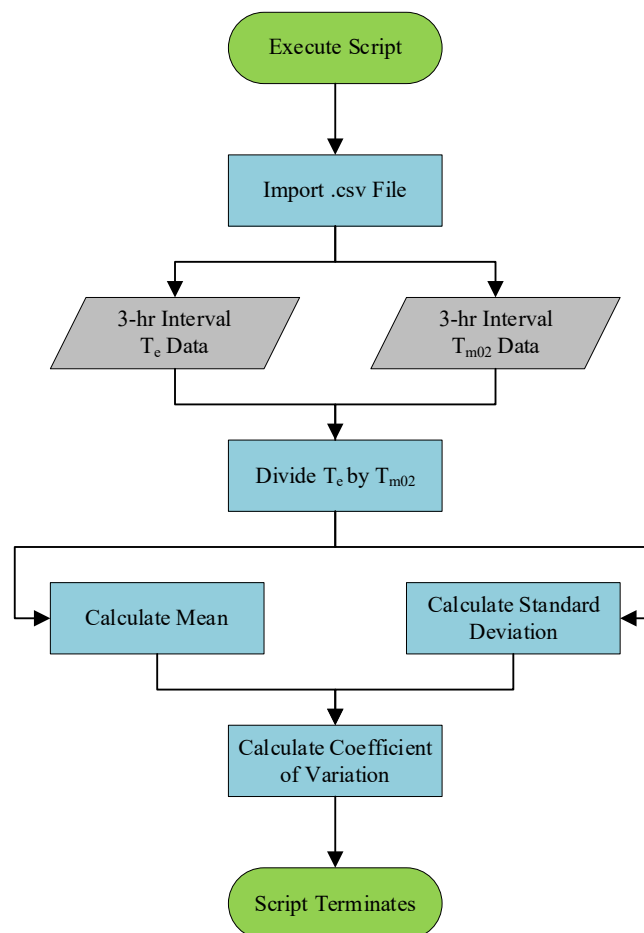 Execute Script
Import .csv File
3-hr Interval
Te Data
3-hr Interval
Tm02 Data
Divide Te by Tm02
Calculate Mean
Calculate Standard
Deviation
Calculate Coefficient
of Variation
Script Terminates